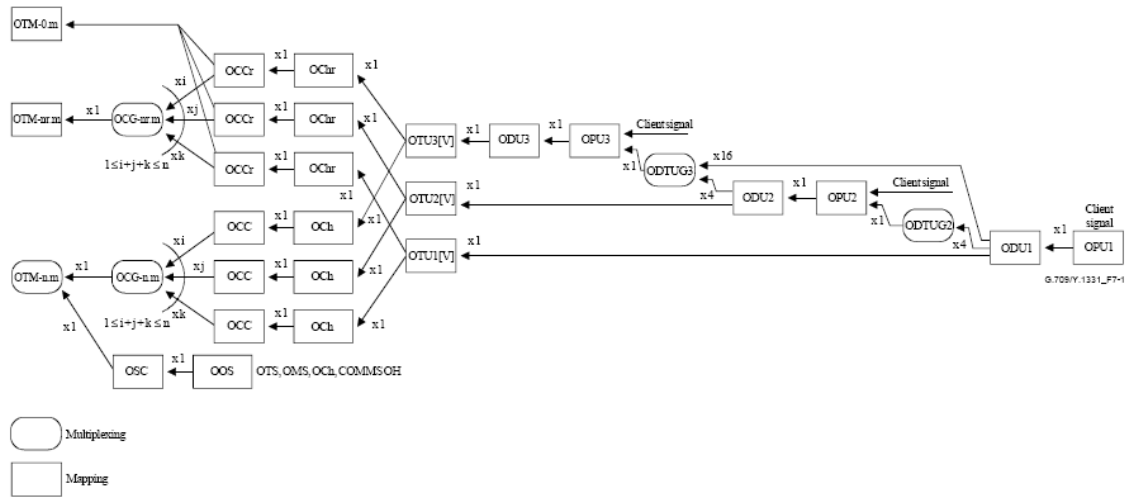 OTM-0.m
OCCr
x1
OChr
x1
xi
OTM-nr.m
x1
OCG-nr.m
xj
OCCr
x1
OChr
x1
xk
1≤i+j+k≤n
OCCr
x1
OChr
x1
OTU3[V]
x1
ODU3
x1
OPU3
Client signal
x1
ODTUG3
x16
OTU2[V]
x1
x4
ODU2
x1
OPU2
Client signal
x1
ODTUG2
x4
OTU1[V]
x1
ODU1
x1
OPU1
Client
signal
G.709/Y.1331_F7-1
xi
OCC
x1
OCh
x1
OTM-n.m
x1
OCG-n.m
xj
OCC
x1
OCh
x1
xk
1≤i+j+k≤n
OCC
x1
OCh
x1
x1
OSC
x1
OOS
OTS, OMS, OCh, COMMS OH
Multiplexing
Mapping